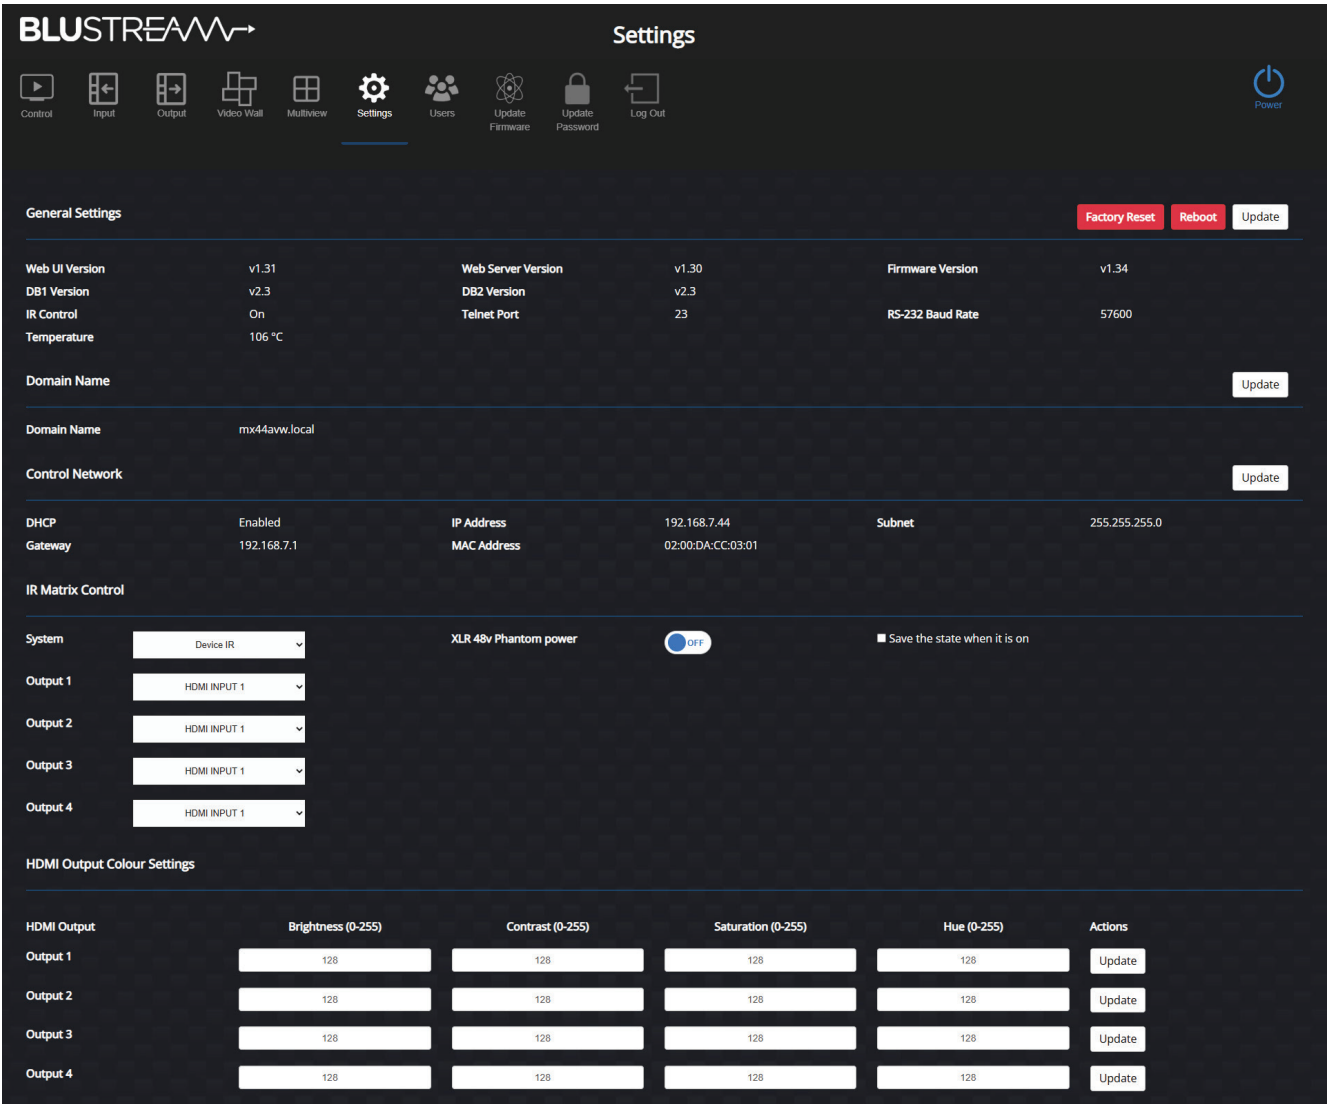 BLUSTREAM
Settings
Control
Input
Output
Video Wall
Multiview
Settings
Users
Update Firmware
Update Password
Log Out
Power
General Settings
Factory Reset Reboot Update
Web UI Version v1.31 Web Server Version v1.30 Firmware Version v1.34
DB1 Version v2.3 DB2 Version v2.3
IR Control On Telnet Port 23 RS-232 Baud Rate 57600
Temperature 106 °C
Domain Name Update
Domain Name mx44avw.local
Control Network Update
DHCP Enabled IP Address 192.168.7.44 Subnet 255.255.255.0
Gateway 192.168.7.1 MAC Address 02:00:DA:CC:03:01
IR Matrix Control
System Device IR XLR 48v Phantom power OFF Save the state when it is on
Output 1 HDMI INPUT 1
Output 2 HDMI INPUT 1
Output 3 HDMI INPUT 1
Output 4 HDMI INPUT 1
HDMI Output Colour Settings
HDMI Output Brightness (0-255) Contrast (0-255) Saturation (0-255) Hue (0-255) Actions
Output 1 128 128 128 128 Update
Output 2 128 128 128 128 Update
Output 3 128 128 128 128 Update
Output 4 128 128 128 128 Update